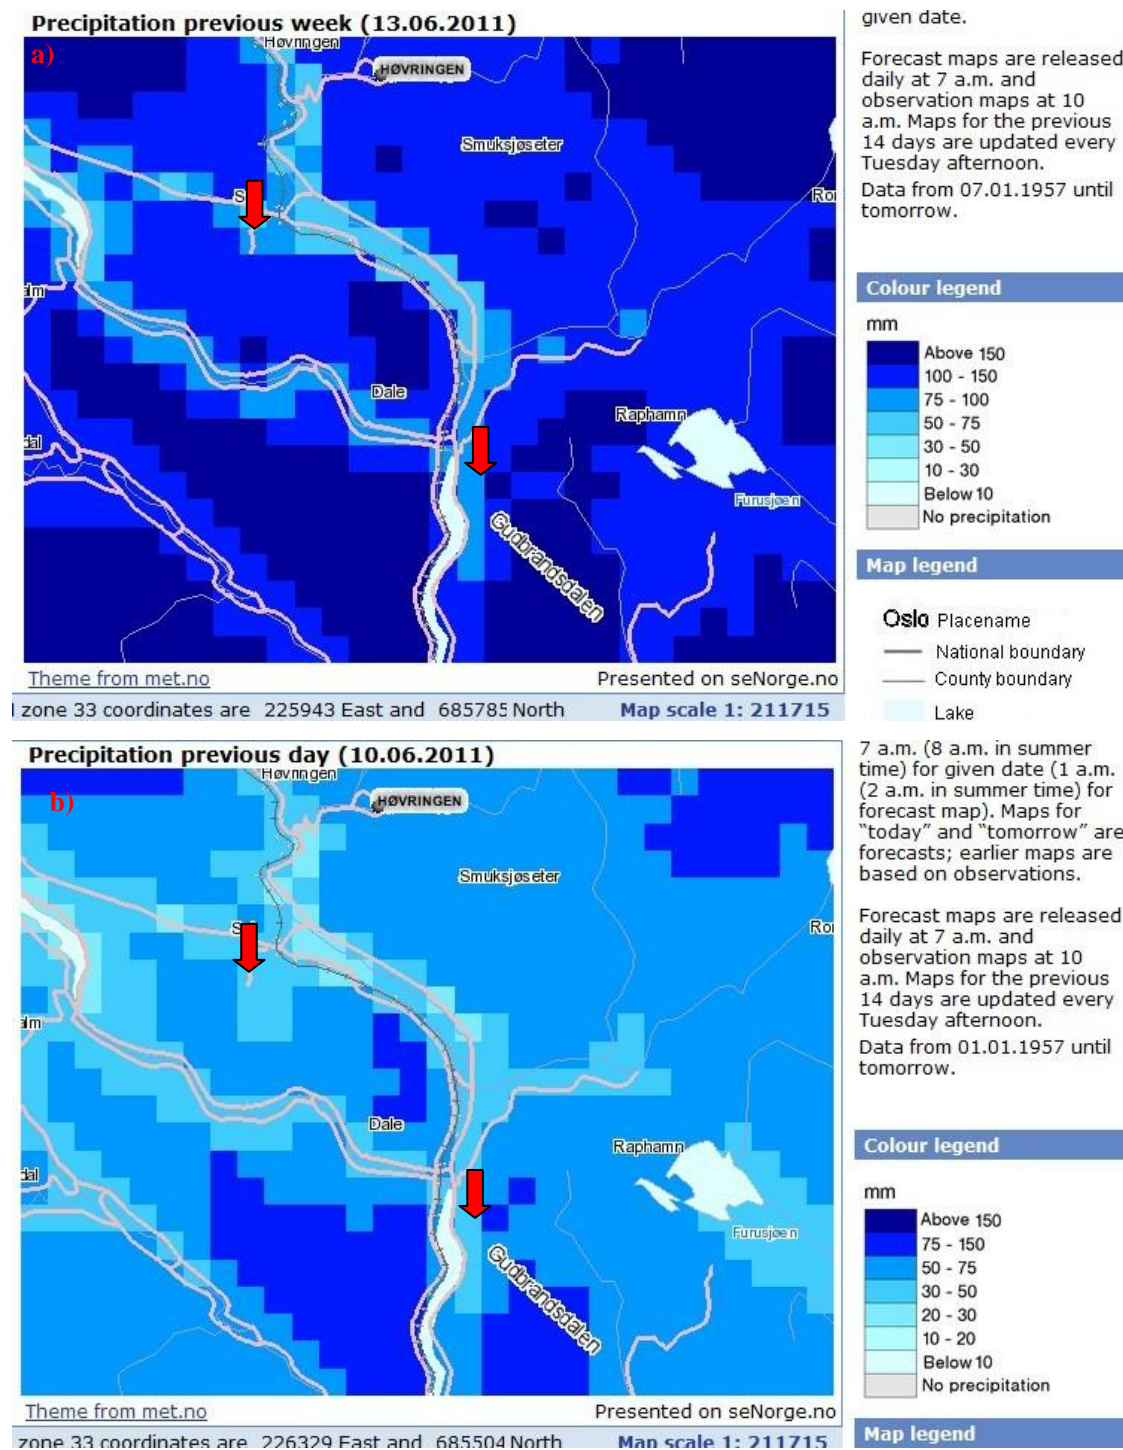 Precipitation previous week (13.06.2011)
a)
Høvringen
HØVRINGEN
Smuksjøseter
Dale
Raphamn
Furusjøen
Gudbrandsdalen
Theme from met.no
Presented on seNorge.no
zone 33 coordinates are 225943 East and 685785 North
Map scale 1: 211715
given date.
Forecast maps are released
daily at 7 a.m. and
observation maps at 10
a.m. Maps for the previous
14 days are updated every
Tuesday afternoon.
Data from 07.01.1957 until
tomorrow.
Colour legend
mm
Above 150
100 - 150
75 - 100
50 - 75
30 - 50
10 - 30
Below 10
No precipitation
Map legend
Oslo Placename
National boundary
County boundary
Lake
Precipitation previous day (10.06.2011)
b)
Høvringen
HØVRINGEN
Smuksjøseter
Dale
Raphamn
Furusjøen
Gudbrandsdalen
Theme from met.no
Presented on seNorge.no
zone 33 coordinates are 226329 East and 685504 North
Map scale 1: 211715
7 a.m. (8 a.m. in summer
time) for given date (1 a.m.
(2 a.m. in summer time) for
forecast map). Maps for
“today” and “tomorrow” are
forecasts; earlier maps are
based on observations.
Forecast maps are released
daily at 7 a.m. and
observation maps at 10
a.m. Maps for the previous
14 days are updated every
Tuesday afternoon.
Data from 01.01.1957 until
tomorrow.
Colour legend
mm
Above 150
75 - 150
50 - 75
30 - 50
20 - 30
10 - 20
Below 10
No precipitation
Map legend